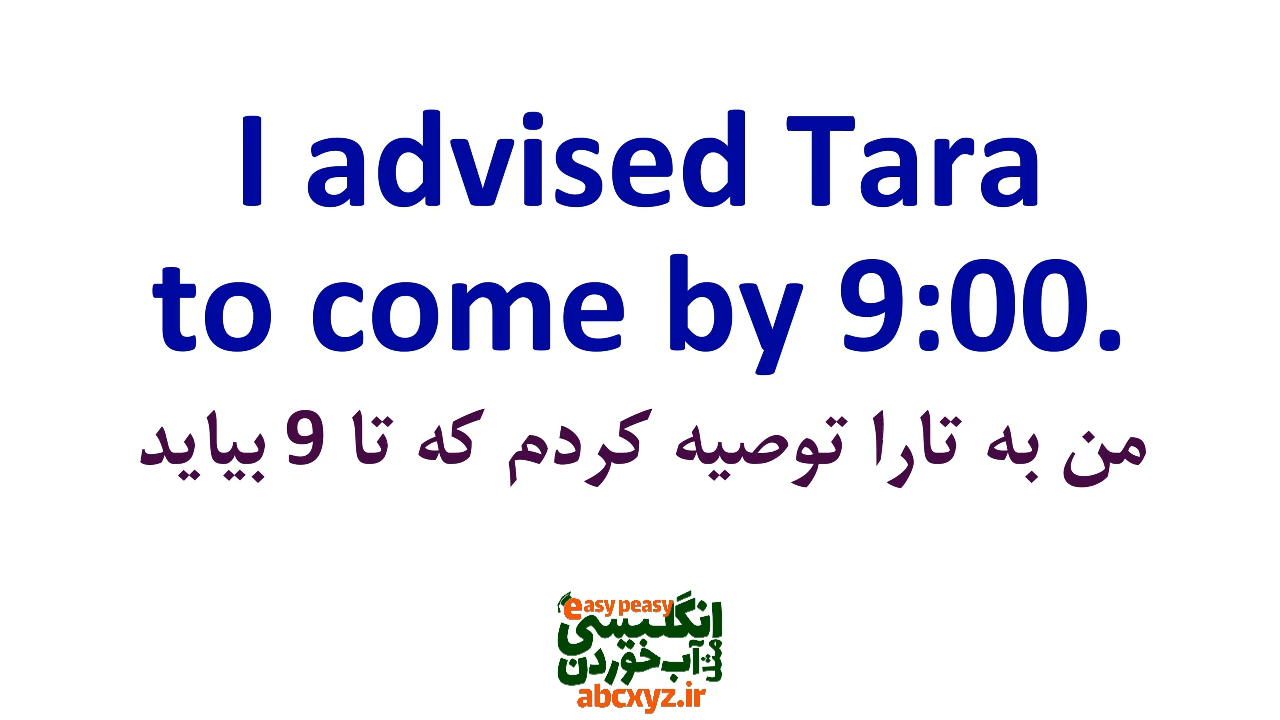 I advised Tara
to come by 9:00.
من به تارا توصیه کردم که تا 9 بیاید
easy peasy
انگلیسی
مثل آب خوردن
abcxyz.ir